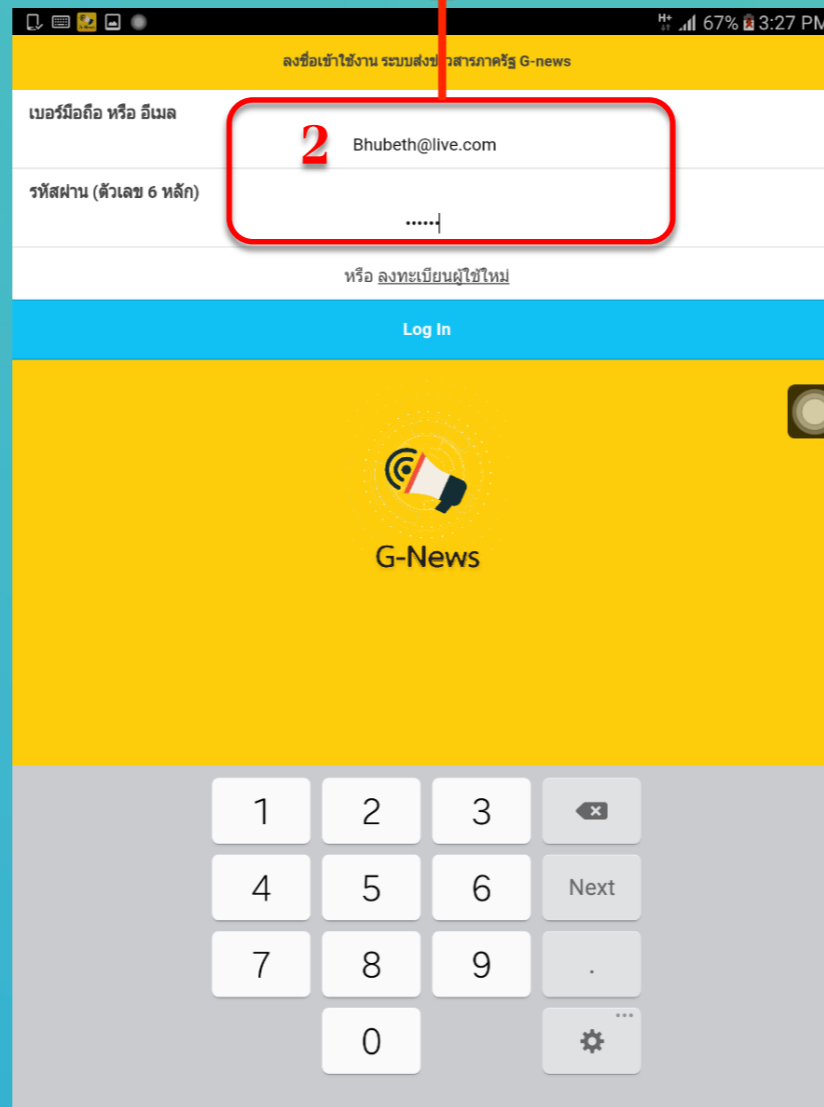 H+ 67% 3:27 PM
ลงชื่อเข้าใช้งาน ระบบส่งข่าวสารภาครัฐ G-news
เบอร์มือถือ หรือ อีเมล
2
Bhubeth@live.com
รหัสผ่าน (ตัวเลข 6 หลัก)
••••••
หรือ ลงทะเบียนผู้ใช้ใหม่
Log In
G-News
1 2 3
4 5 6 Next
7 8 9 .
0